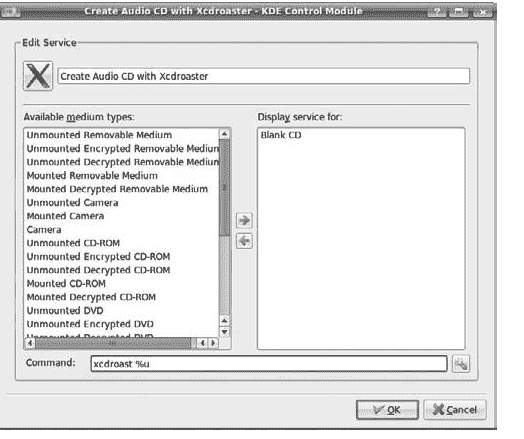 Create Audio CD with Xcdroaster - KDE Control Module
Edit Service
Create Audio CD with Xcdroaster
Available medium types:
Unmounted Removable Medium
Unmounted Encrypted Removable Medium
Unmounted Decrypted Removable Medium
Mounted Removable Medium
Mounted Decrypted Removable Medium
Unmounted Camera
Mounted Camera
Camera
Unmounted CD-ROM
Unmounted Encrypted CD-ROM
Unmounted Decrypted CD-ROM
Mounted CD-ROM
Mounted Decrypted CD-ROM
Unmounted DVD
Unmounted Encrypted DVD
Unmounted Decrypted DVD
Display service for:
Blank CD
Command:
xcdroast %u
OK
Cancel